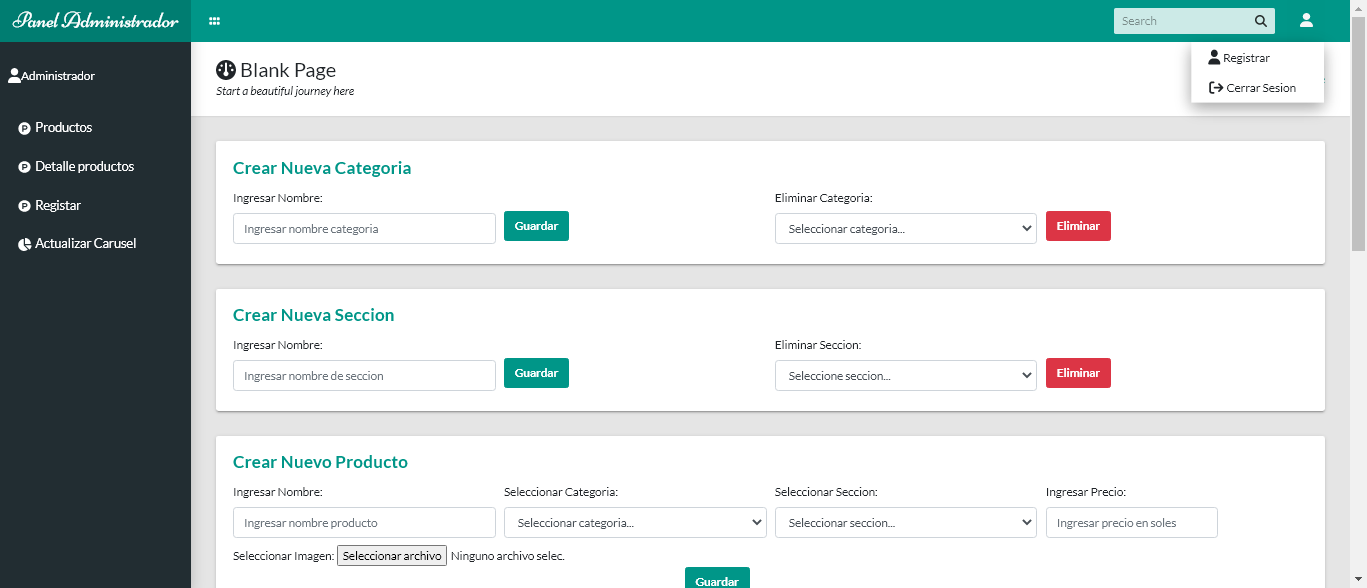 Panel Administrador
Search
Registrar
Cerrar Sesion
Administrador
Productos
Detalle productos
Registar
Actualizar Carusel
Blank Page
Start a beautiful journey here
Crear Nueva Categoria
Ingresar Nombre:
Eliminar Categoria:
Ingresar nombre categoria
Guardar
Seleccionar categoria...
Eliminar
Crear Nueva Seccion
Ingresar Nombre:
Eliminar Seccion:
Ingresar nombre de seccion
Guardar
Seleccione seccion...
Eliminar
Crear Nuevo Producto
Ingresar Nombre:
Seleccionar Categoria:
Seleccionar Seccion:
Ingresar Precio:
Ingresar nombre producto
Seleccionar categoria...
Seleccionar seccion...
Ingresar precio en soles
Seleccionar Imagen: Seleccionar archivo Ninguno archivo selec.
Guardar